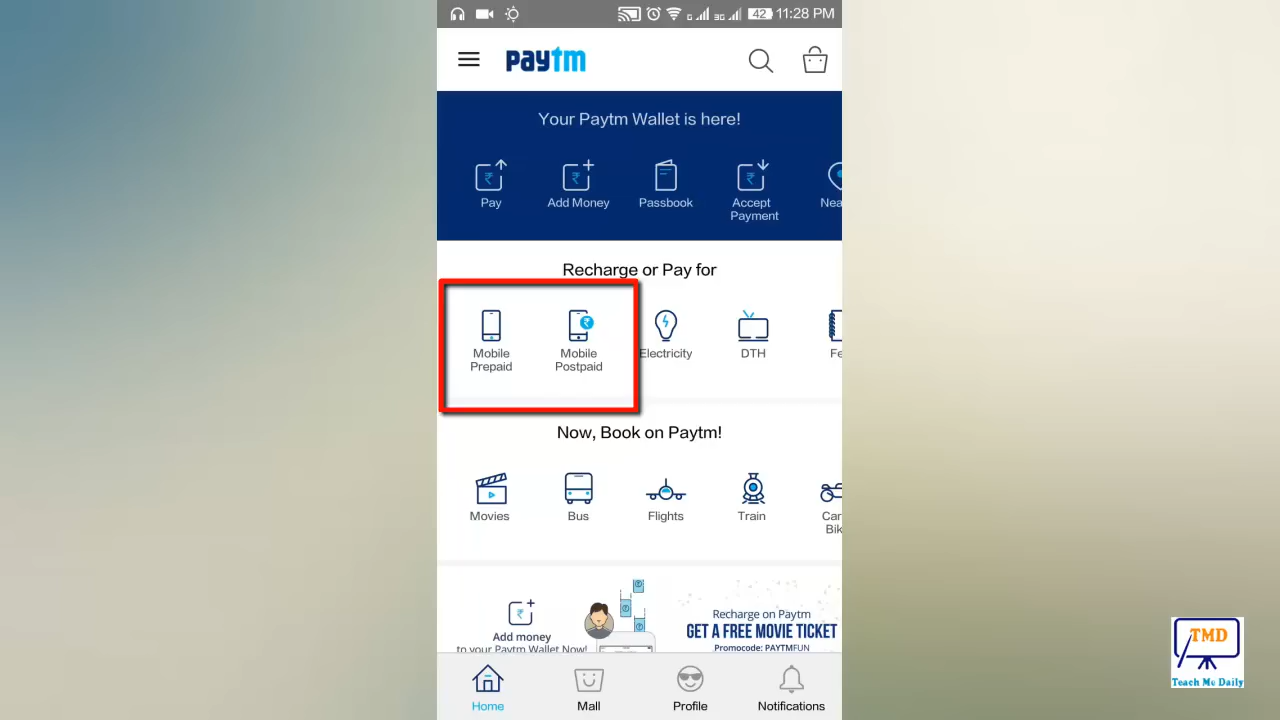 42 11:28 PM
paytm
Your Paytm Wallet is here!
Pay Add Money Passbook Accept Payment Nea
Recharge or Pay for
Mobile Prepaid Mobile Postpaid Electricity DTH Fe
Now, Book on Paytm!
Movies Bus Flights Train Car Bik
Add money
to your Paytm Wallet Now!
Recharge on Paytm
GET A FREE MOVIE TICKET
Promocode: PAYTMFUN
Home Mall Profile Notifications
TMD
Teach Me Daily